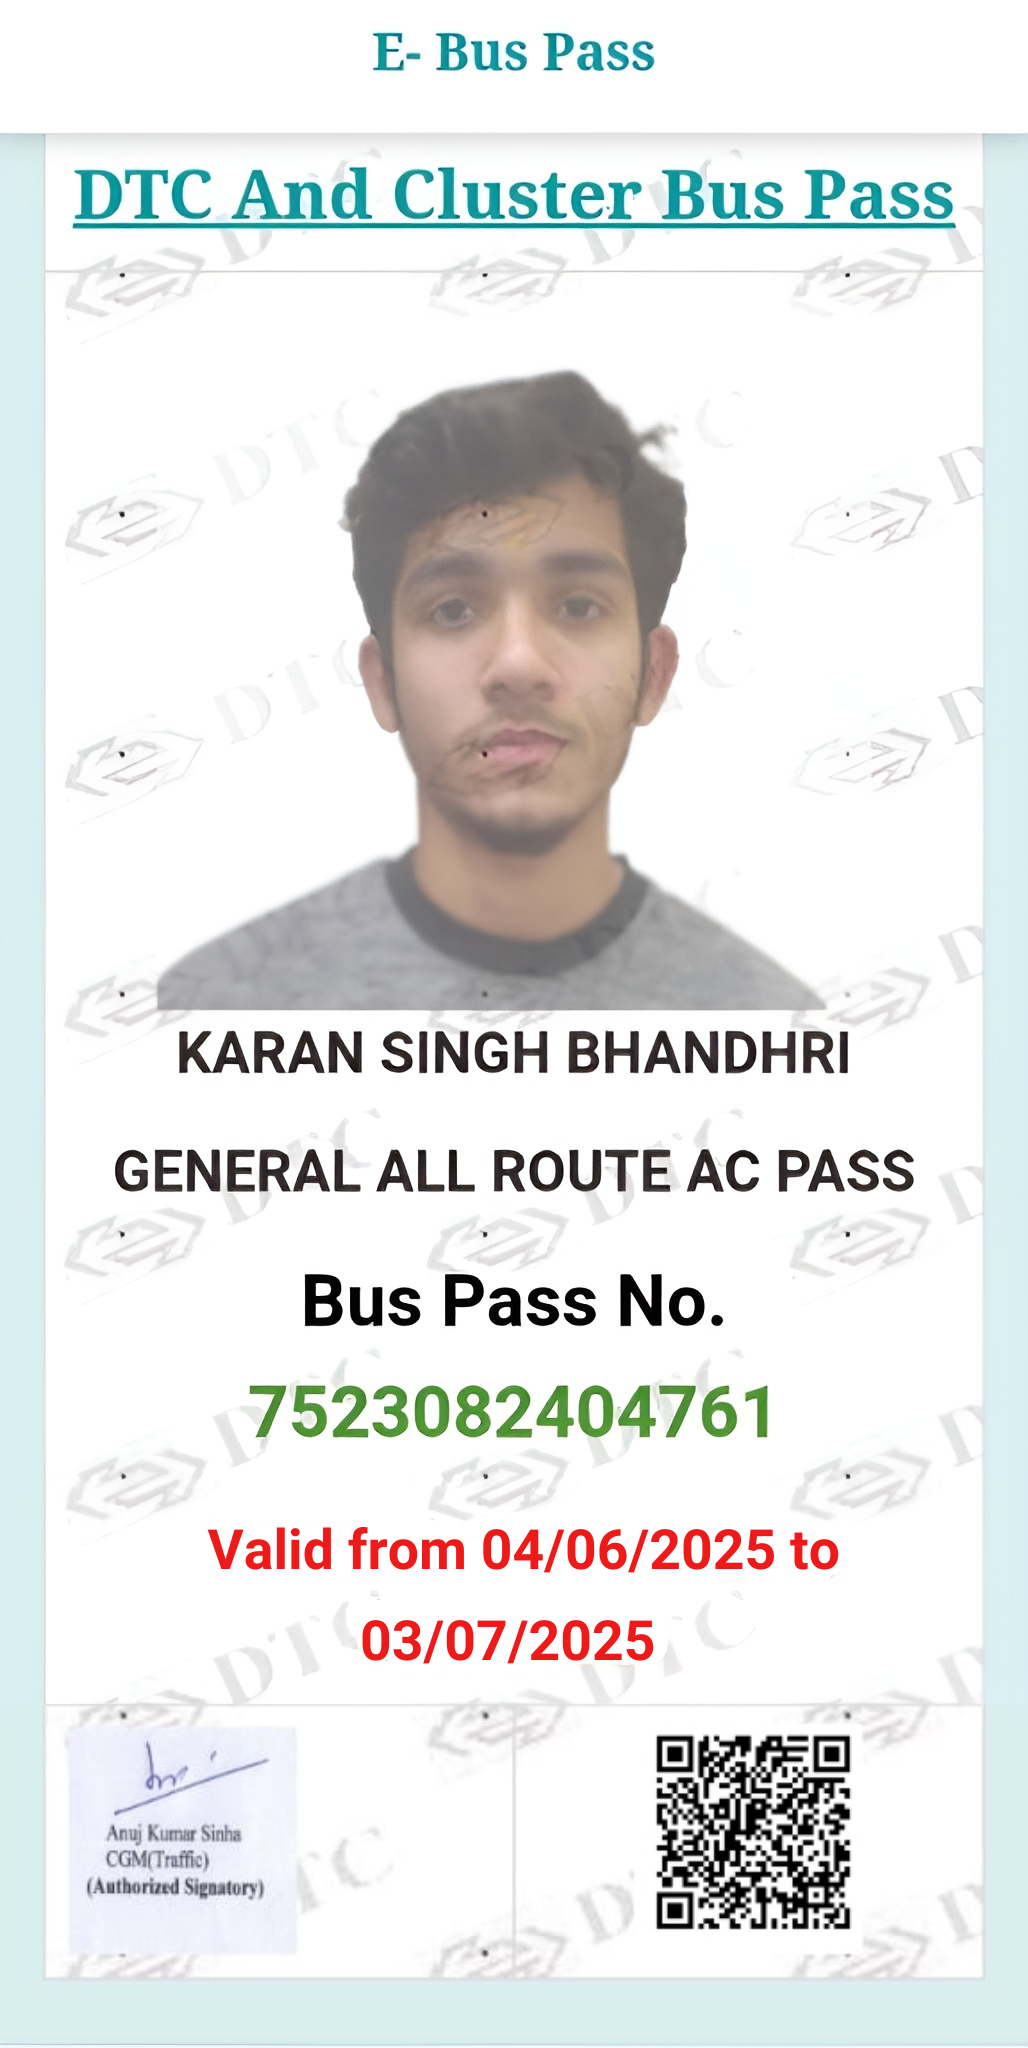 E- Bus Pass
DTC And Cluster Bus Pass
KARAN SINGH BHANDHRI
GENERAL ALL ROUTE AC PASS
Bus Pass No.
7523082404761
Valid from 04/06/2025 to
03/07/2025
Anuj Kumar Sinha
CGM(Traffic)
(Authorized Signatory)
DTC